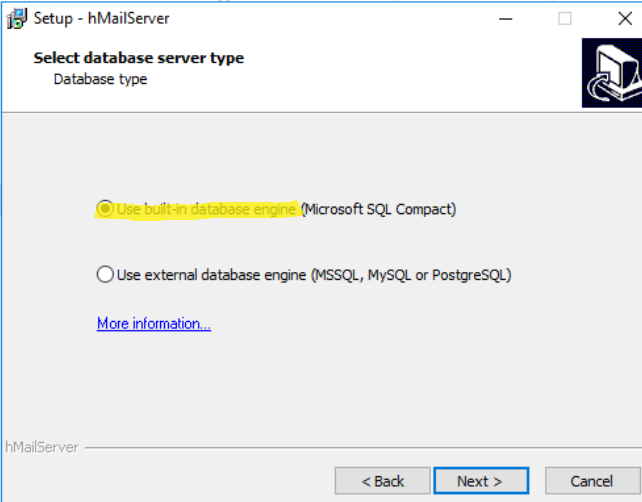 Setup - hMailServer
Select database server type
Database type
Use built-in database engine (Microsoft SQL Compact)
Use external database engine (MSSQL, MySQL or PostgreSQL)
More information...
hMailServer
< Back
Next >
Cancel